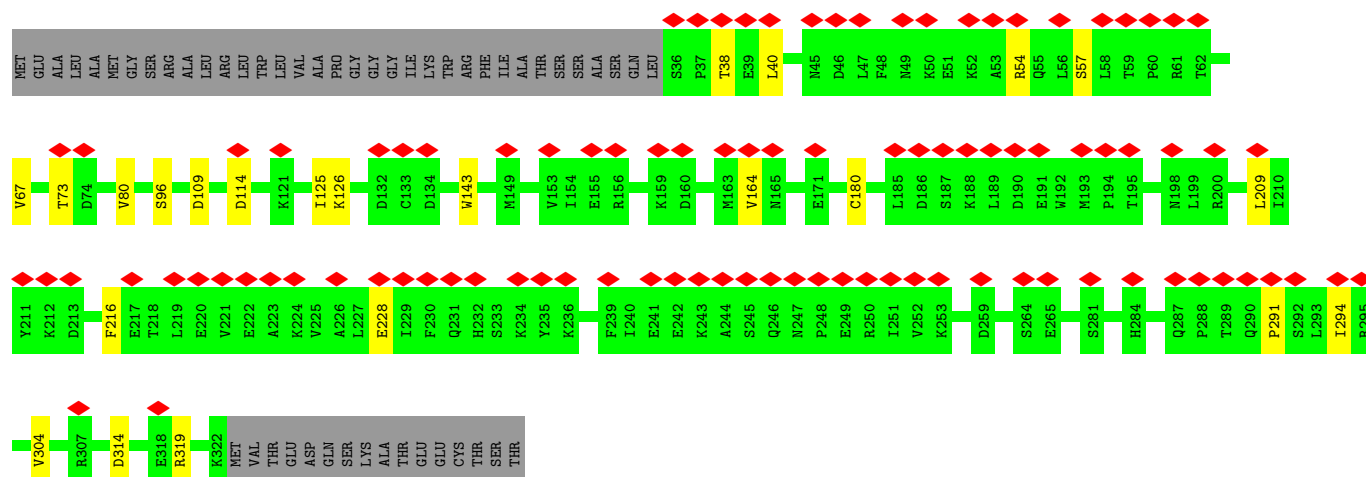 MET GLU ALA LEU ALA MET GLY SER ARG ALA LEU ARG LEU TRP LEU VAL ALA PRO GLY GLY GLY ILE LYS TRP ARG PHE ILE ALA THR SER SER ALA SER GLN LEU S36 P37 T38 E39 L40 N45 D46 L47 F48 N49 K50 E51 K52 A53 R54 Q55 L56 S57 L58 T59 P60 R61 T62
V67 T73 D74 V80 S96 D109 D114 K121 I125 K126 D132 C133 D134 W143 M149 V153 I154 E155 R156 K159 D160 M163 V164 N165 E171 C180 L185 D186 S187 K188 L189 D190 E191 W192 M193 P194 T195 N198 L199 R200 L209 I210
Y211 K212 D213 F216 E217 T218 L219 E220 V221 E222 A223 K224 V225 A226 L227 E228 I229 F230 Q231 H232 S233 K234 Y235 K236 F239 I240 E241 E242 K243 A244 S245 Q246 N247 P248 E249 R250 I251 V252 K253 D259 S264 E265 S281 H284 Q287 P288 T289 Q290 P291 S292 L293 I294 R295
V304 R307 D314 E318 R319 K322 MET VAL THR GLU ASP GLN SER LYS ALA THR GLU GLU CYS THR SER THR